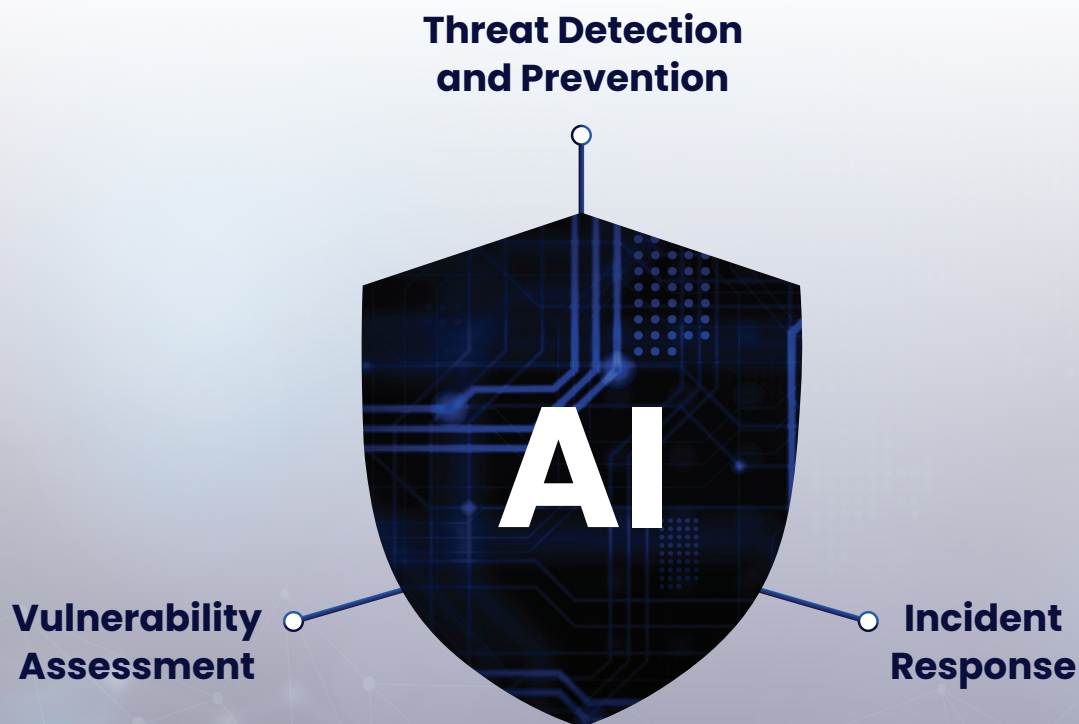 Threat Detection
and Prevention
AI
Vulnerability
Assessment
Incident
Response